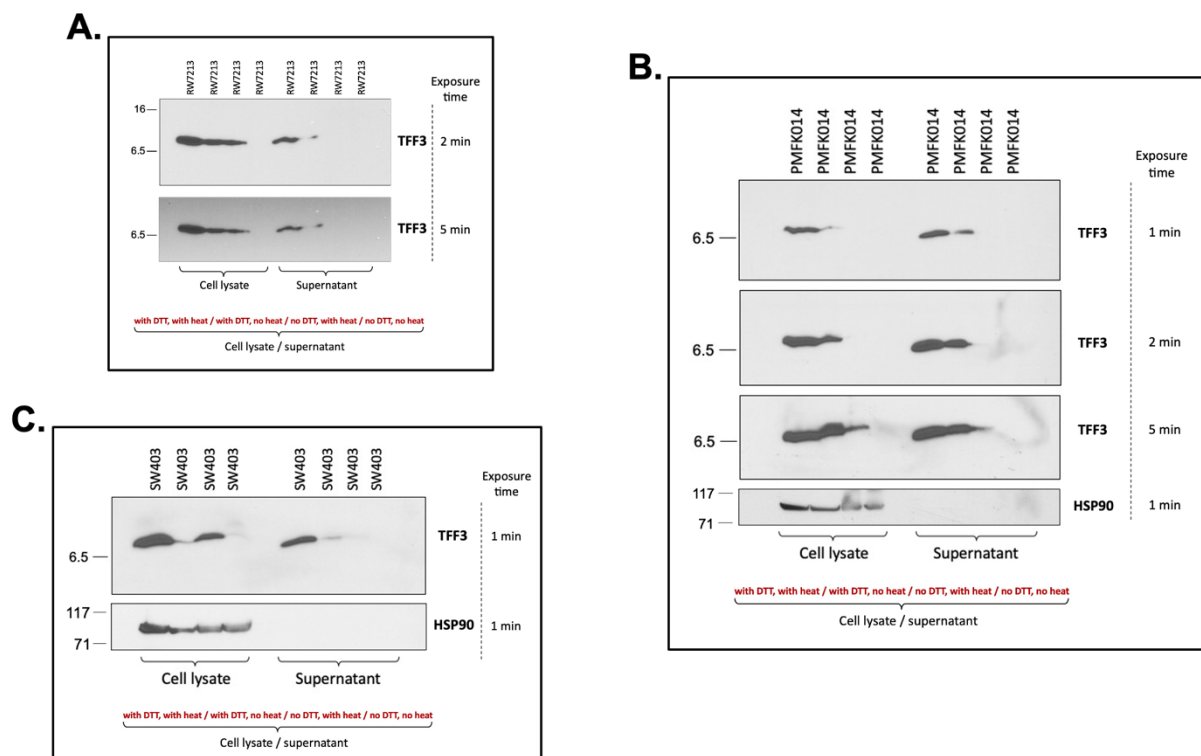 A.
RW7213 RW7213 RW7213 RW7213 RW7213 RW7213 RW7213 RW7213
Exposure
time
16
6.5
TFF3 2 min
6.5
TFF3 5 min
Cell lysate Supernatant
with DTT, with heat / with DTT, no heat / no DTT, with heat / no DTT, no heat
Cell lysate / supernatant
B.
PMFK014 PMFK014 PMFK014 PMFK014 PMFK014 PMFK014 PMFK014 PMFK014
Exposure
time
6.5 TFF3 1 min
6.5 TFF3 2 min
6.5 TFF3 5 min
117
71
HSP90 1 min
Cell lysate Supernatant
with DTT, with heat / with DTT, no heat / no DTT, with heat / no DTT, no heat
Cell lysate / supernatant
C.
SW403 SW403 SW403 SW403 SW403 SW403 SW403 SW403
Exposure
time
TFF3 1 min
6.5
117
HSP90 1 min
71
Cell lysate Supernatant
with DTT, with heat / with DTT, no heat / no DTT, with heat / no DTT, no heat
Cell lysate / supernatant